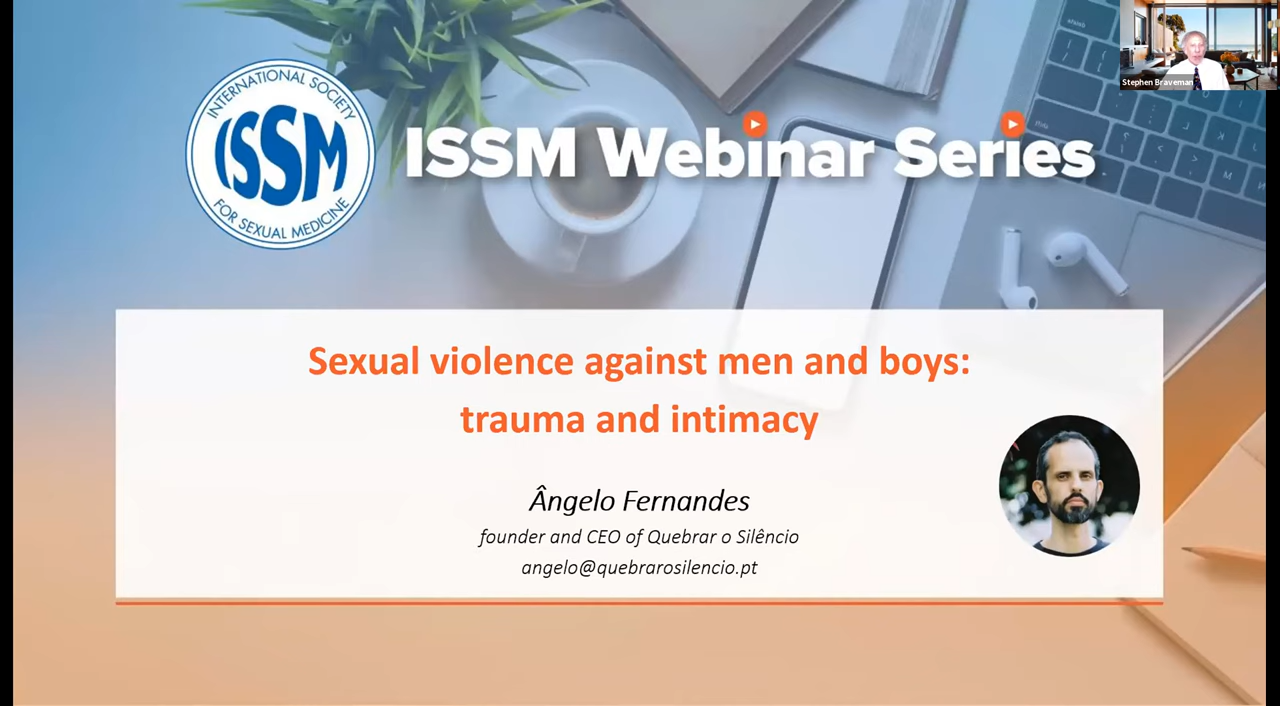 INTERNATIONAL SOCIETY
ISSM
FOR SEXUAL MEDICINE
ISSM Webinar Series
Stephen Braveman
Sexual violence against men and boys:
trauma and intimacy
Ângelo Fernandes
founder and CEO of Quebrar o Silêncio
angelo@quebrarosilencio.pt